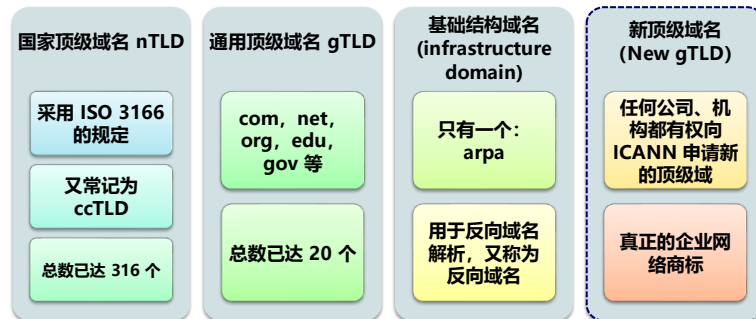 国家顶级域名 nTLD
采用 ISO 3166
的规定
又常记为
ccTLD
总数已达 316 个
通用顶级域名 gTLD
com，net，
org，edu，
gov 等
总数已达 20 个
基础结构域名
(infrastructure
domain)
只有一个：
arpa
用于反向域名
解析，又称为
反向域名
新顶级域名
(New gTLD)
任何公司、机
构都有权向
ICANN 申请新
的顶级域
真正的企业网
络商标